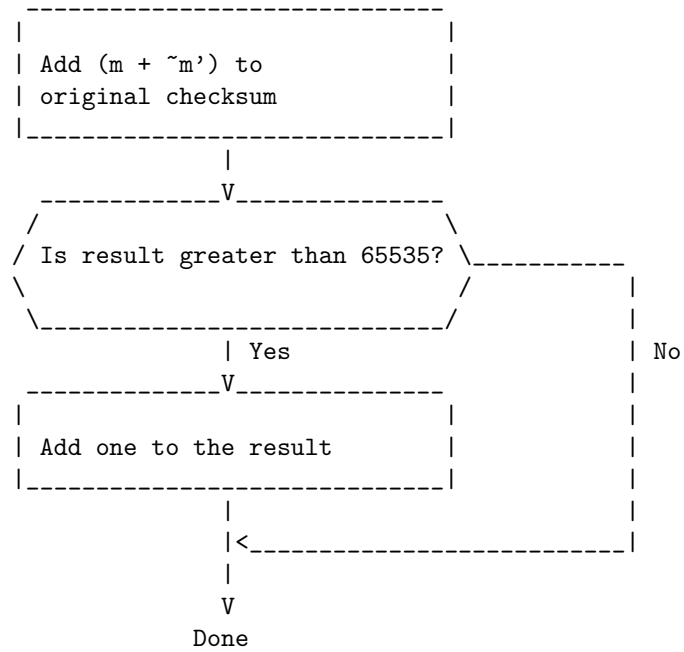 Add (m + ~m') to
original checksum
V
Is result greater than 65535?
Yes
No
V
Add one to the result
V
Done